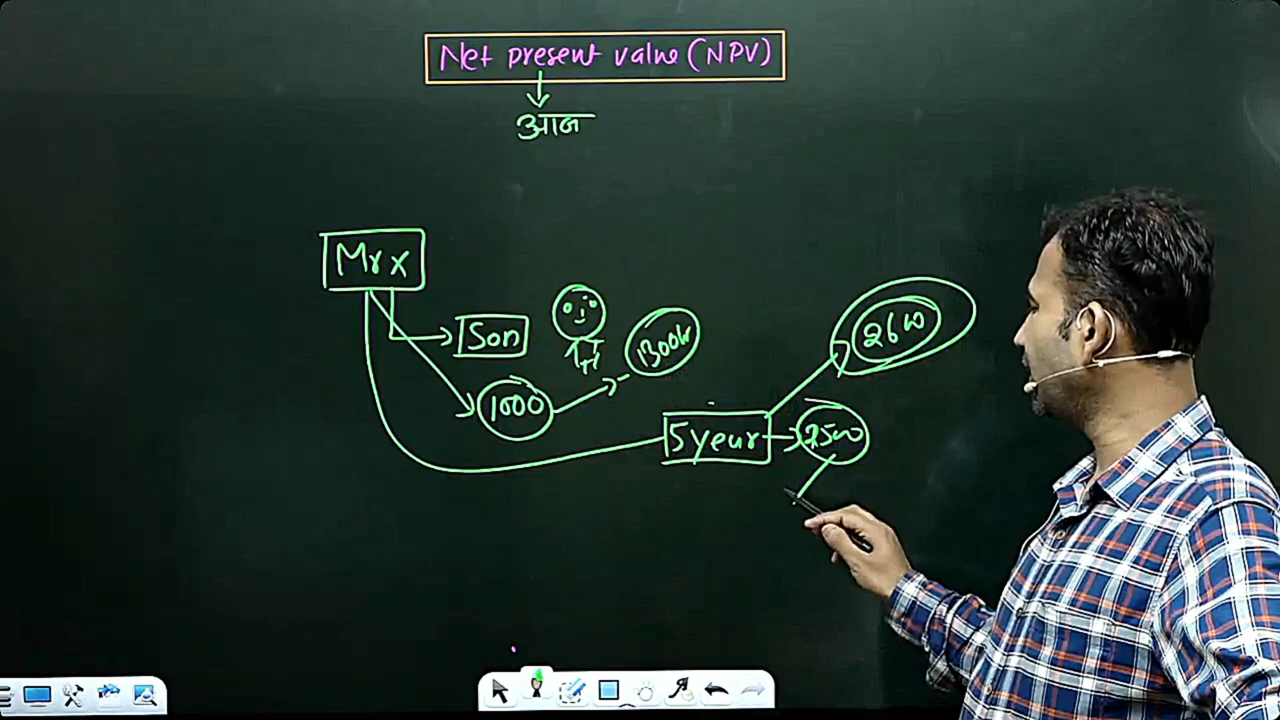 Net present value (NPV)
आज
Mr x
Son
1300
1000
5 year
2500
2600